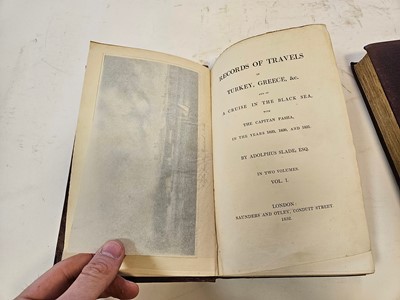 RECORDS OF TRAVELS
IN
TURKEY, GREECE, &c.
AND OF
A CRUISE IN THE BLACK SEA,
WITH
THE CAPITAN PASHA,
IN THE YEARS 1829, 1830, AND 1831.
BY ADOLPHUS SLADE, ESQ.
IN TWO VOLUMES
VOL. I.
LONDON:
SAUNDERS AND OTLEY, CONDUIT STREET